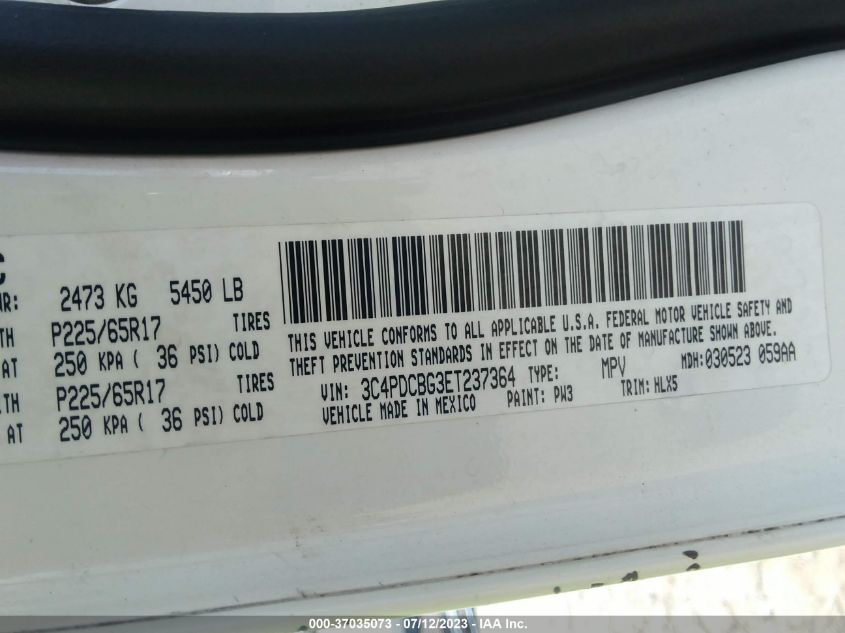 2473 KG 5450 LB
P225/65R17 TIRES
AT 250 KPA ( 36 PSI) COLD
P225/65R17 TIRES
AT 250 KPA ( 36 PSI) COLD
THIS VEHICLE CONFORMS TO ALL APPLICABLE U.S.A. FEDERAL MOTOR VEHICLE SAFETY AND
THEFT PREVENTION STANDARDS IN EFFECT ON THE DATE OF MANUFACTURE SHOWN ABOVE.
VIN: 3C4PDCBG3ET237364 TYPE: MPV MDH:030523 059AA
VEHICLE MADE IN MEXICO PAINT: PW3 TRIM: HLX5
000-37035073 - 07/12/2023 - IAA Inc.